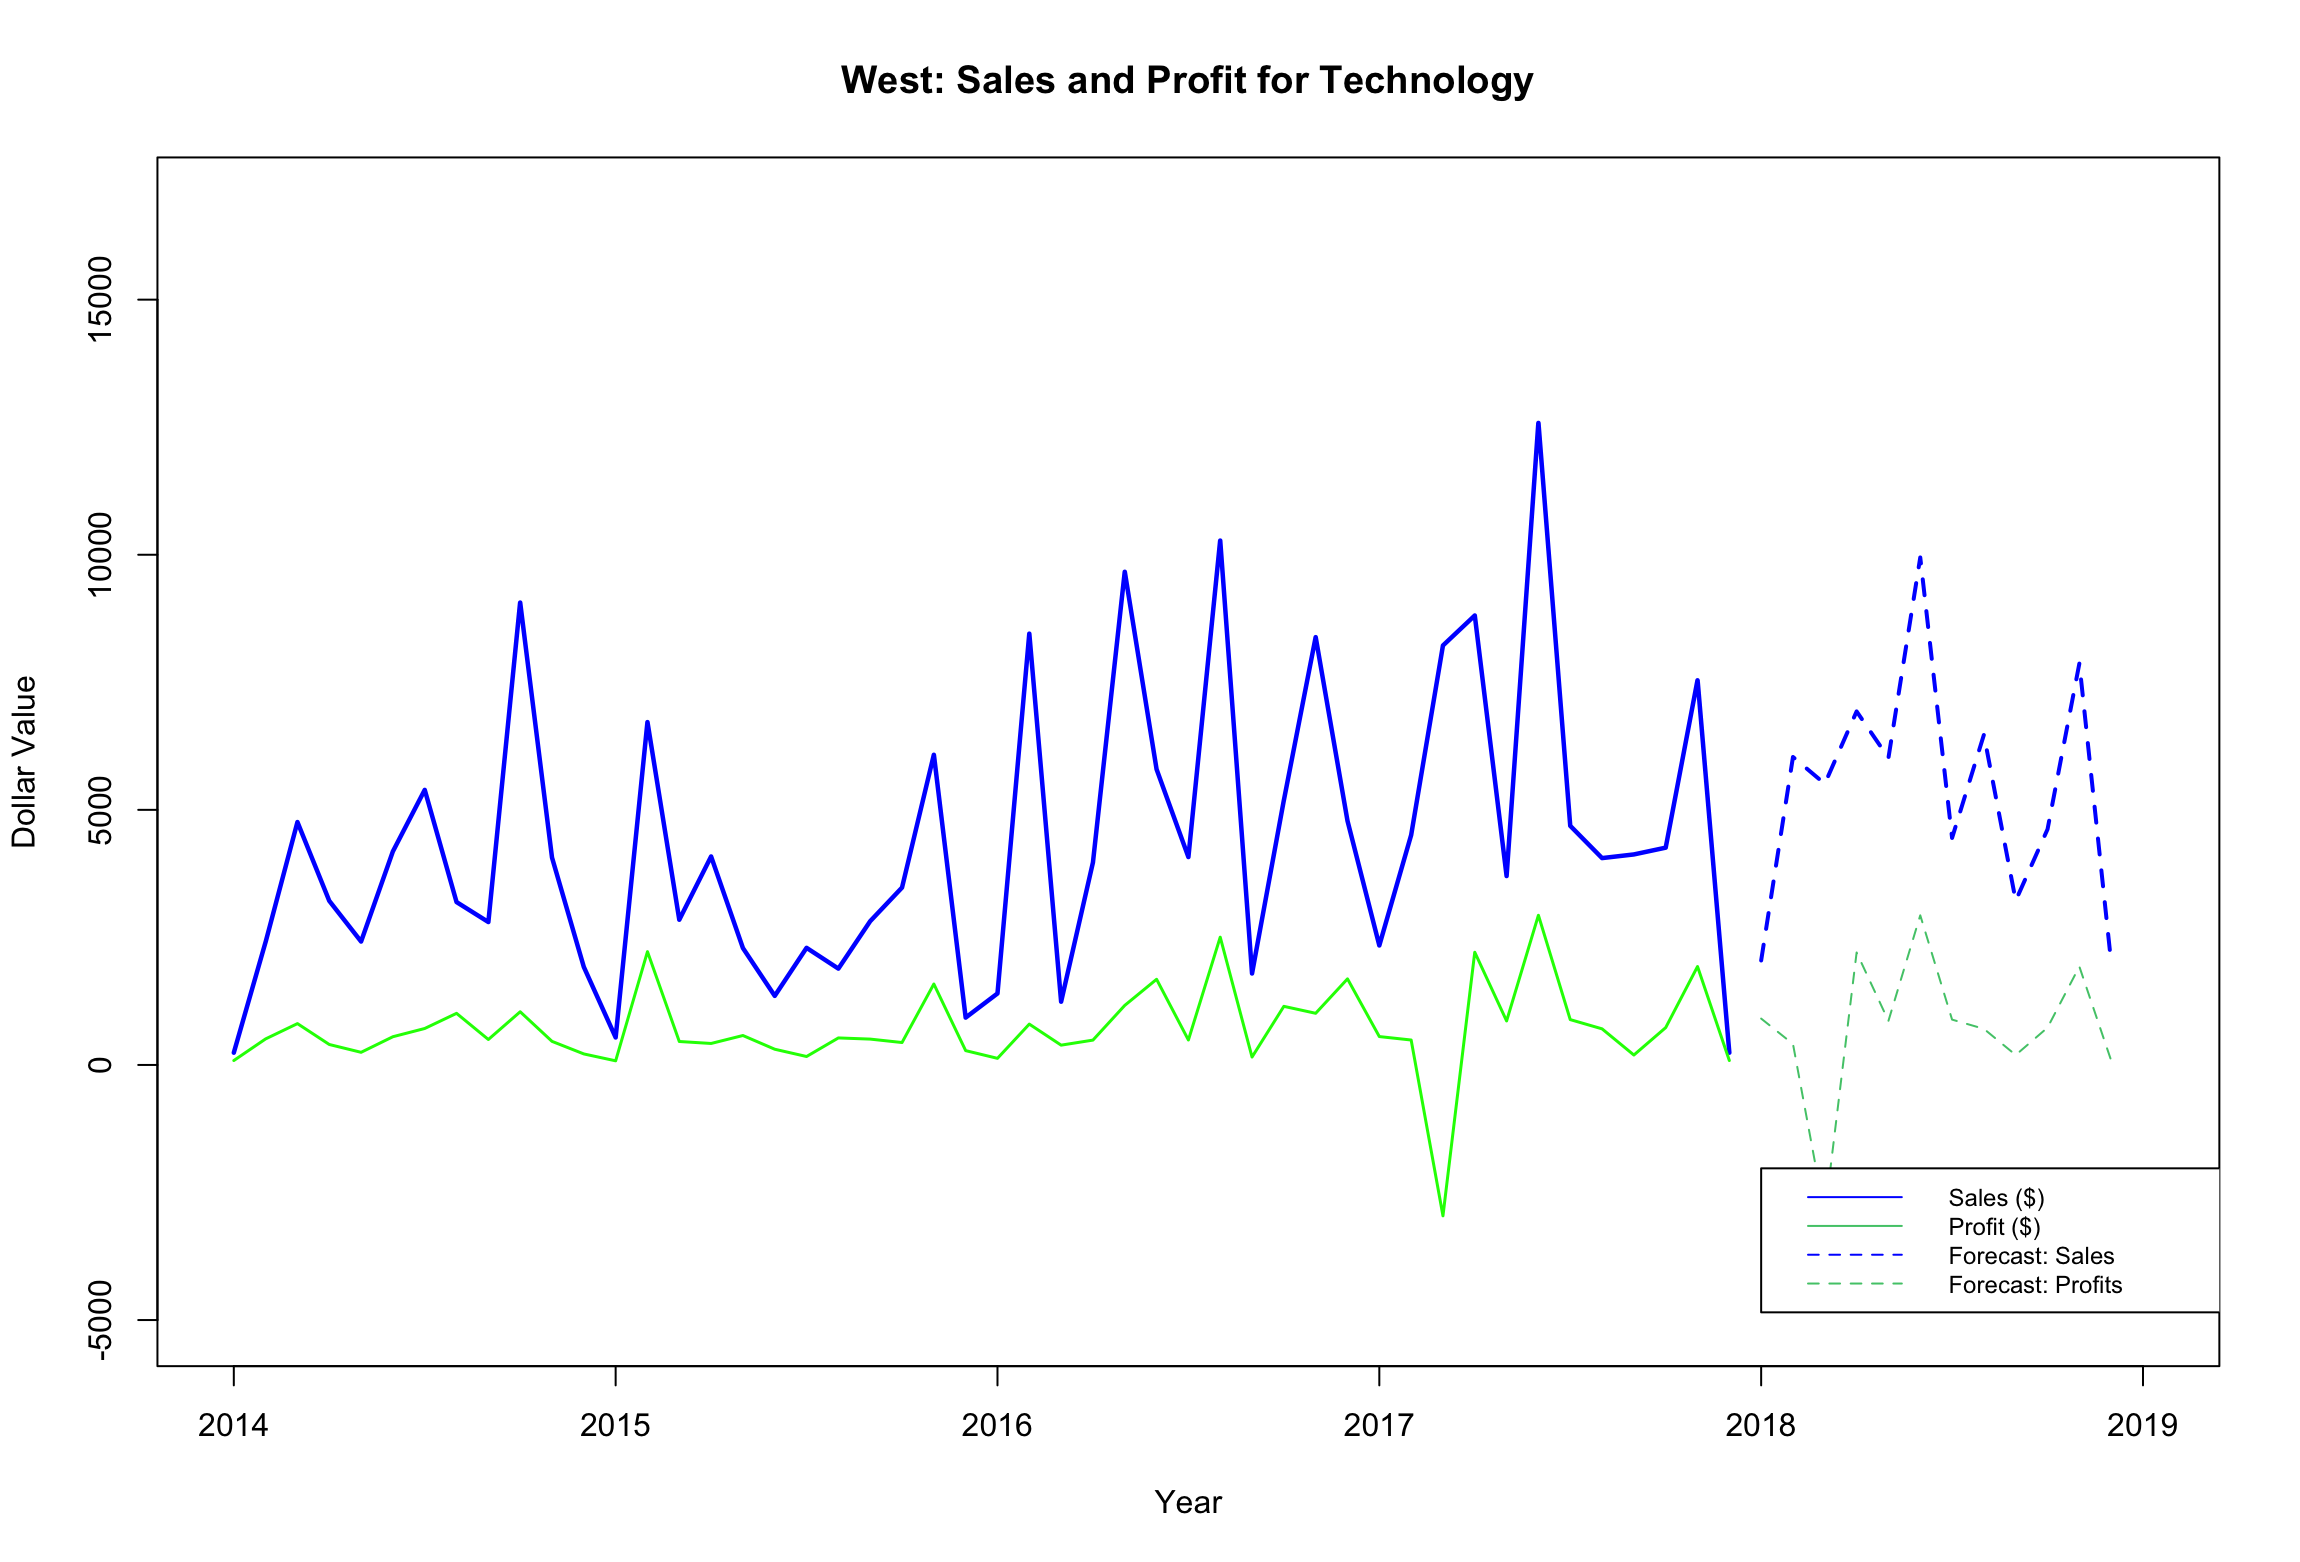 West: Sales and Profit for Technology
Dollar Value
15000
10000
5000
0
-5000
Sales ($)
Profit ($)
Forecast: Sales
Forecast: Profits
2014 2015 2016 2017 2018 2019
Year